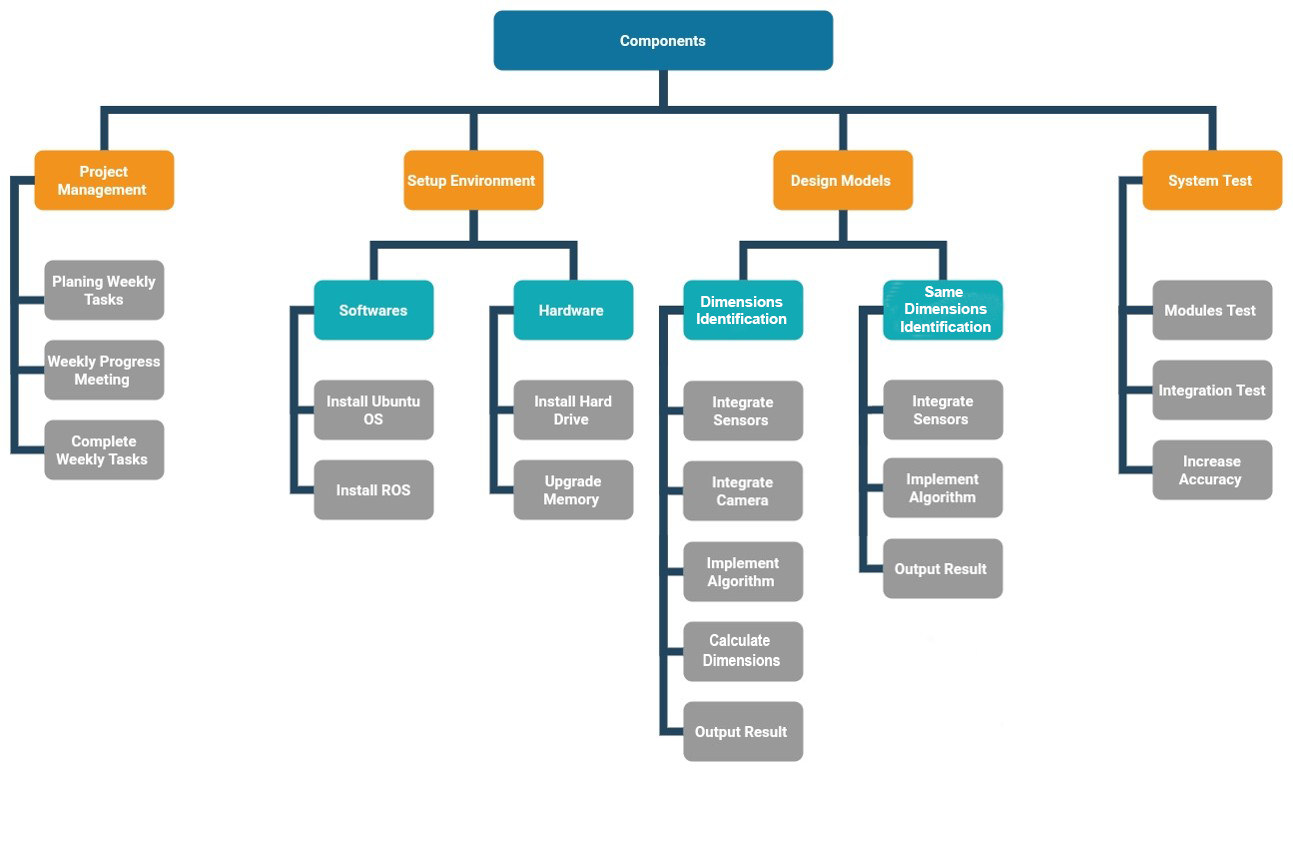 Components
Project
Management
Setup Environment
Design Models
System Test
Planing Weekly
Tasks
Weekly Progress
Meeting
Complete
Weekly Tasks
Softwares
Install Ubuntu
OS
Install ROS
Hardware
Install Hard
Drive
Upgrade
Memory
Dimensions
Identification
Integrate
Sensors
Integrate
Camera
Implement
Algorithm
Calculate
Dimensions
Output Result
Same
Dimensions
Identification
Integrate
Sensors
Implement
Algorithm
Output Result
Modules Test
Integration Test
Increase
Accuracy